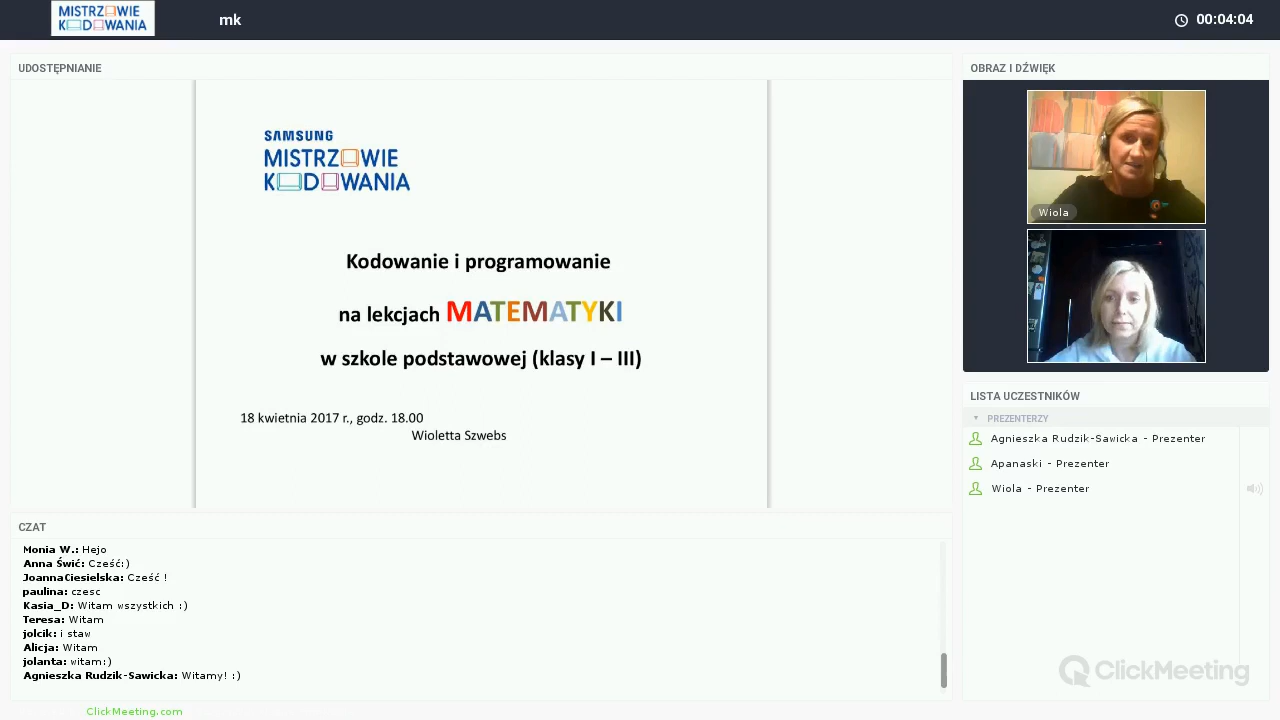 MISTRZOWIE
KODOWANIA
mk
00:04:04
UDOSTĘPNIANIE
SAMSUNG
MISTRZOWIE
KODOWANIA
Kodowanie i programowanie
na lekcjach MATEMATYKI
w szkole podstawowej (klasy I – III)
18 kwietnia 2017 r., godz. 18.00
Wioletta Szwebs
CZAT
Monia W.: Hejo
Anna Świć: Cześć:)
JoannaCiesielska: Cześć !
paulina: czesc
Kasia_D: Witam wszystkich :)
Teresa: Witam
jolcik: i staw
Alicja: Witam
jolanta: witam:)
Agnieszka Rudzik-Sawicka: Witamy! :)
ClickMeeting.com
OBRAZ I DŹWIĘK
Wiola
LISTA UCZESTNIKÓW
PREZENTERZY
Agnieszka Rudzik-Sawicka - Prezenter
Apanaski - Prezenter
Wiola - Prezenter
ClickMeeting